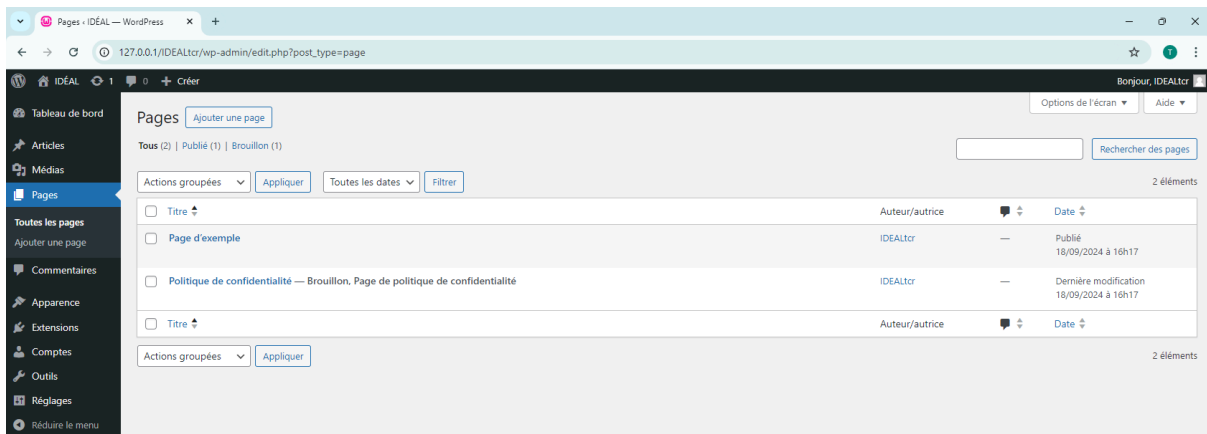 Pages ‹ IDÉAL — WordPress
127.0.0.1/IDEALtcr/wp-admin/edit.php?post_type=page
T
IDÉAL 1 0 Créer Bonjour, IDEALtcr
Options de l'écran Aide
Tableau de bord
Articles
Médias
Pages
Toutes les pages
Ajouter une page
Commentaires
Apparence
Extensions
Comptes
Outils
Réglages
Réduire le menu
Pages Ajouter une page
Tous (2) | Publié (1) | Brouillon (1)
Rechercher des pages
Actions groupées Appliquer Toutes les dates Filtrer 2 éléments
Titre Auteur/autrice Date
Page d'exemple IDEALtcr — Publié
18/09/2024 à 16h17
Politique de confidentialité — Brouillon, Page de politique de confidentialité IDEALtcr — Dernière modification
18/09/2024 à 16h17
Titre Auteur/autrice Date
Actions groupées Appliquer 2 éléments